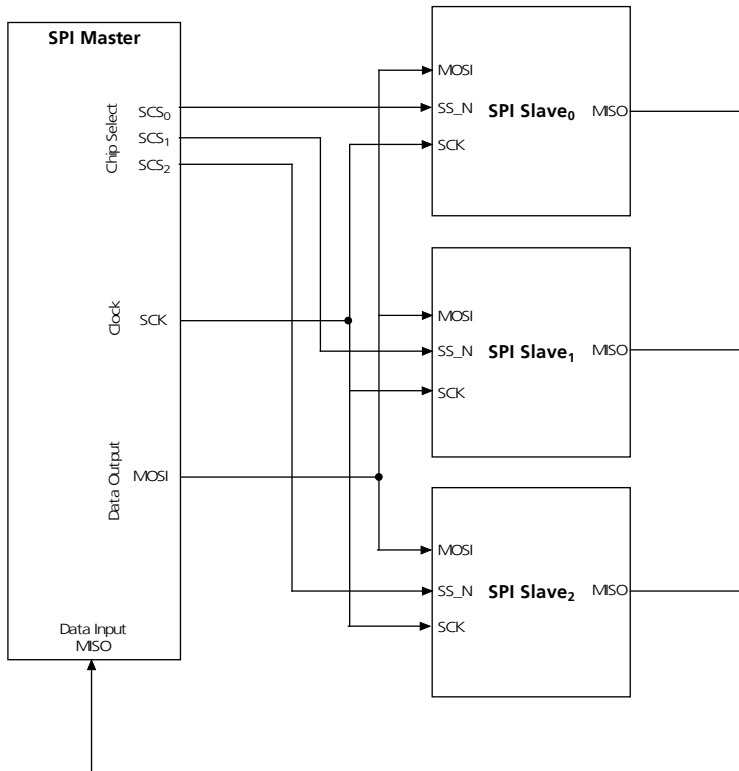 SPI Master
Chip Select
SCS0
SCS1
SCS2
Clock
SCK
Data Output
MOSI
Data Input
MISO
MOSI
SS_N
SCK
SPI Slave0
MISO
MOSI
SS_N
SCK
SPI Slave1
MISO
MOSI
SS_N
SCK
SPI Slave2
MISO